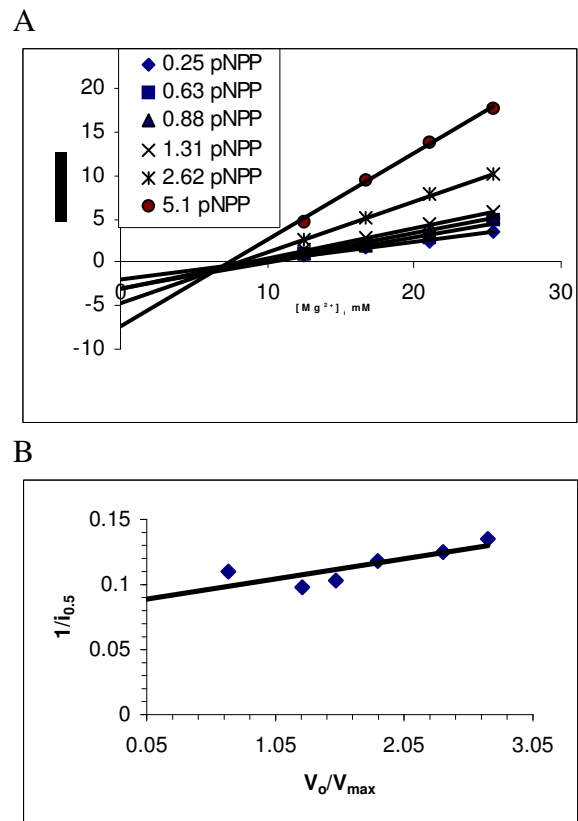 A
0.25 pNPP
0.63 pNPP
0.88 pNPP
1.31 pNPP
2.62 pNPP
5.1 pNPP
20
15
10
5
0
-5
-10
0
10
20
30
[Mg²⁺]ᵢ mM
B
0.15
0.1
0.05
0
1/i₀.₅
0.05
1.05
2.05
3.05
Vₒ/Vₘₐₓ